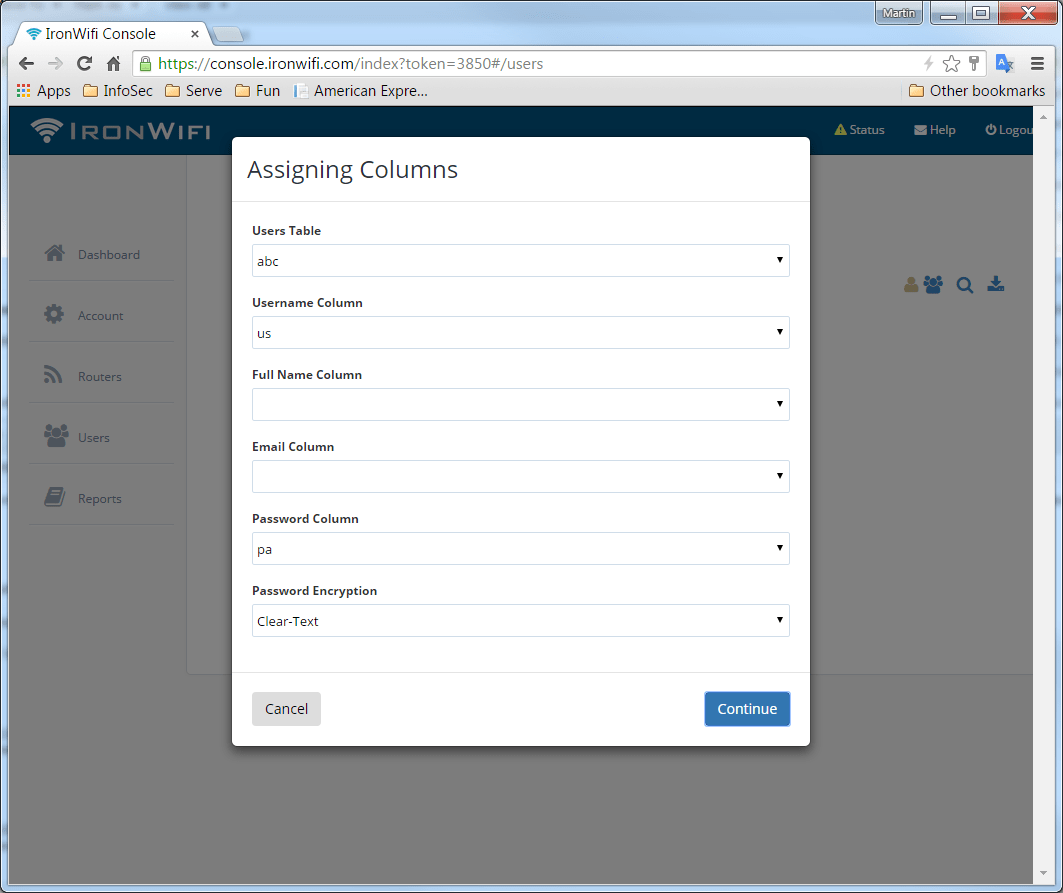 Martin
IronWifi Console
https://console.ironwifi.com/index?token=3850#/users
Apps InfoSec Serve Fun American Expre... Other bookmarks
IRONWIFI Status Help Logou
Assigning Columns
Users Table
abc
Username Column
us
Full Name Column
Email Column
Password Column
pa
Password Encryption
Clear-Text
Cancel Continue
Dashboard
Account
Routers
Users
Reports